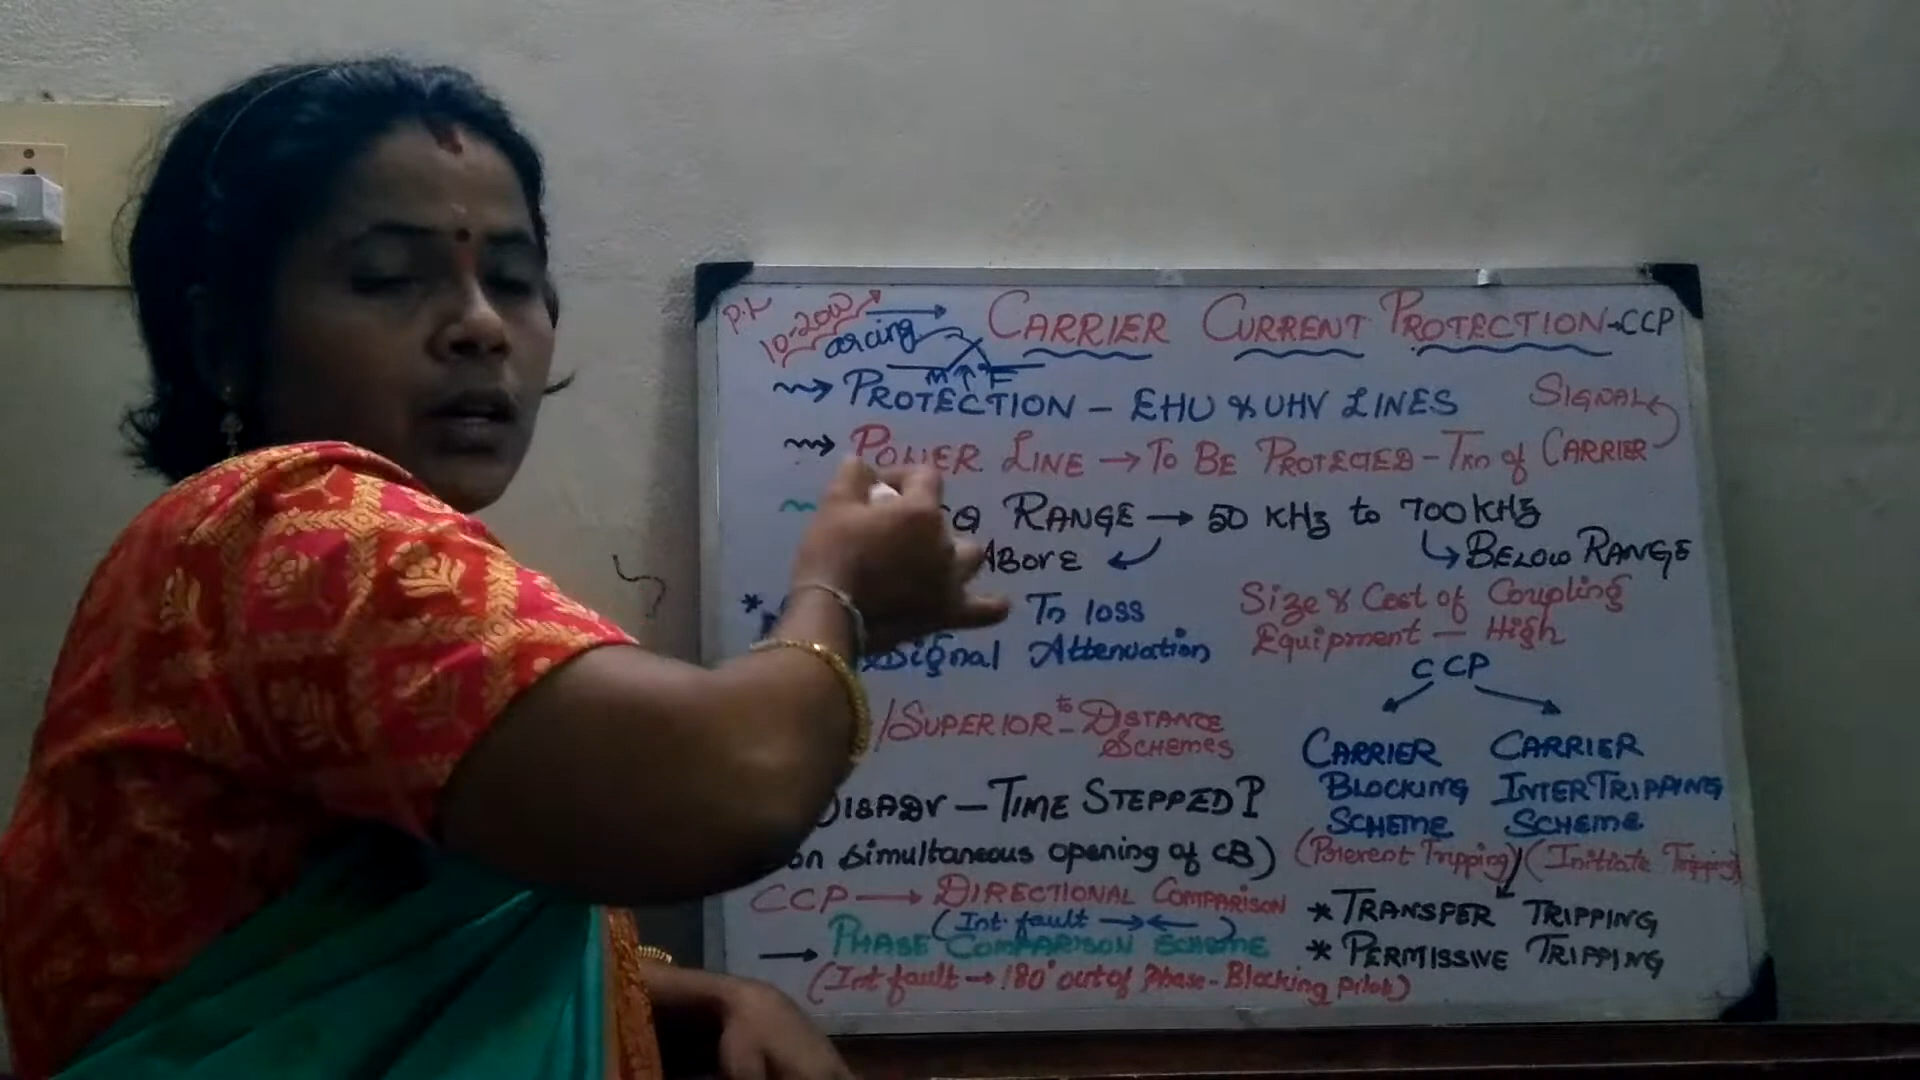 CARRIER CURRENT PROTECTION → CCP
10-20W
arcing
PROTECTION – EHV & UHV LINES
SIGNAL
POWER LINE → TO BE PROTECTED – Txn of CARRIER
RANGE → 50 KHz to 700 KHz
ABOVE
BELOW RANGE
* Tn loss
Signal Attenuation
Size & Cost of Coupling
Equipment – High
CCP
/SUPERIOR to - DISTANCE
SCHEMES
CARRIER BLOCKING SCHEME
(Prevent Tripping)
CARRIER INTERTRIPPING SCHEME
(Initiate Tripping)
DISADV – TIME STEPPED P
simultaneous opening of CB)
CCP → DIRECTIONAL COMPARISON
(Int. fault → ←)
→ PHASE COMPARISON SCHEME
(Int fault → 180° out of Phase - Blocking pilot)
* TRANSFER TRIPPING
* PERMISSIVE TRIPPING